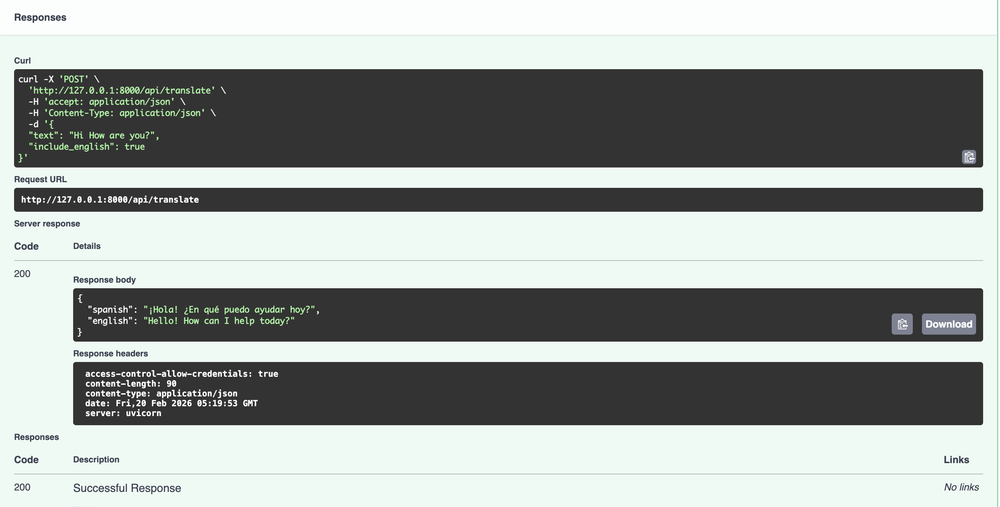 Responses
Curl
curl -X 'POST' \
'http://127.0.0.1:8000/api/translate' \
-H 'accept: application/json' \
-H 'Content-Type: application/json' \
-d '{
"text": "Hi How are you?",
"include_english": true
}'
Request URL
http://127.0.0.1:8000/api/translate
Server response
Code Details
200
Response body
{
"spanish": "¡Hola! ¿En qué puedo ayudar hoy?",
"english": "Hello! How can I help today?"
}
Download
Response headers
access-control-allow-credentials: true
content-length: 90
content-type: application/json
date: Fri,20 Feb 2026 05:19:53 GMT
server: uvicorn
Responses
Code Description Links
200 Successful Response No links